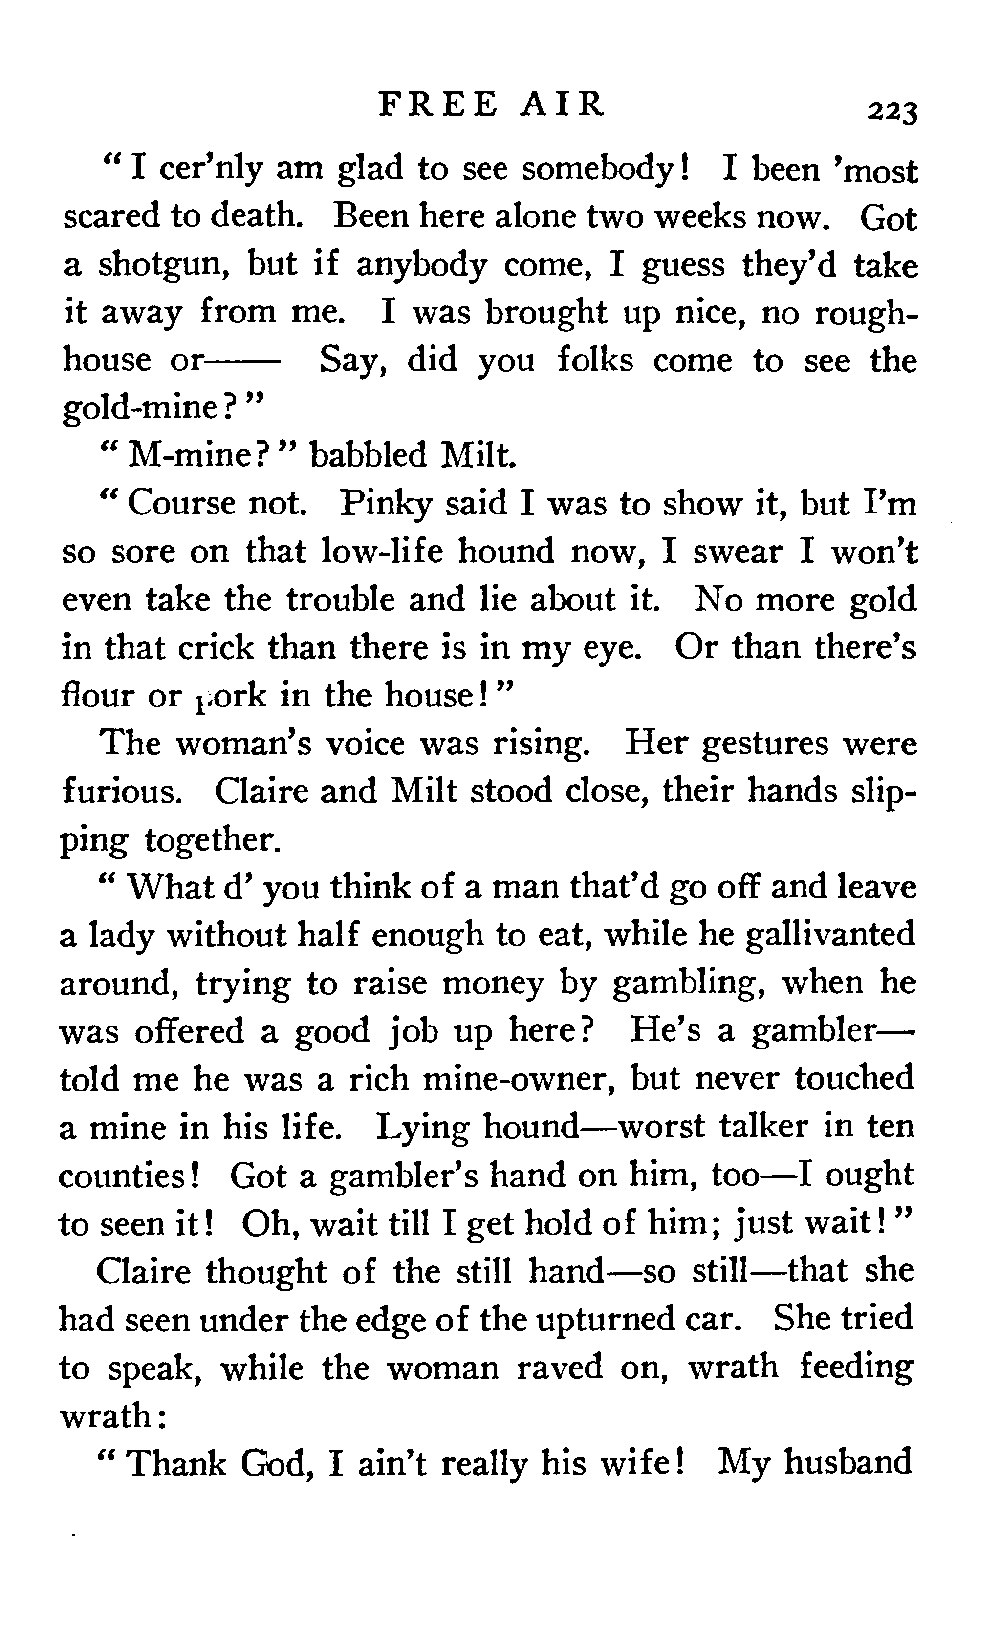 FREE AIR 223
" I cer'nly am glad to see somebody! I been 'most
scared to death. Been here alone two weeks now. Got
a shotgun, but if anybody come, I guess they'd take
it away from me. I was brought up nice, no rough-
house or—— Say, did you folks come to see the
gold-mine? "
" M-mine? " babbled Milt.
" Course not. Pinky said I was to show it, but I'm
so sore on that low-life hound now, I swear I won't
even take the trouble and lie about it. No more gold
in that crick than there is in my eye. Or than there's
flour or pork in the house! "
The woman's voice was rising. Her gestures were
furious. Claire and Milt stood close, their hands slip-
ping together.
" What d' you think of a man that'd go off and leave
a lady without half enough to eat, while he gallivanted
around, trying to raise money by gambling, when he
was offered a good job up here? He's a gambler—
told me he was a rich mine-owner, but never touched
a mine in his life. Lying hound—worst talker in ten
counties! Got a gambler's hand on him, too—I ought
to seen it! Oh, wait till I get hold of him; just wait! "
Claire thought of the still hand—so still—that she
had seen under the edge of the upturned car. She tried
to speak, while the woman raved on, wrath feeding
wrath:
" Thank God, I ain't really his wife! My husband